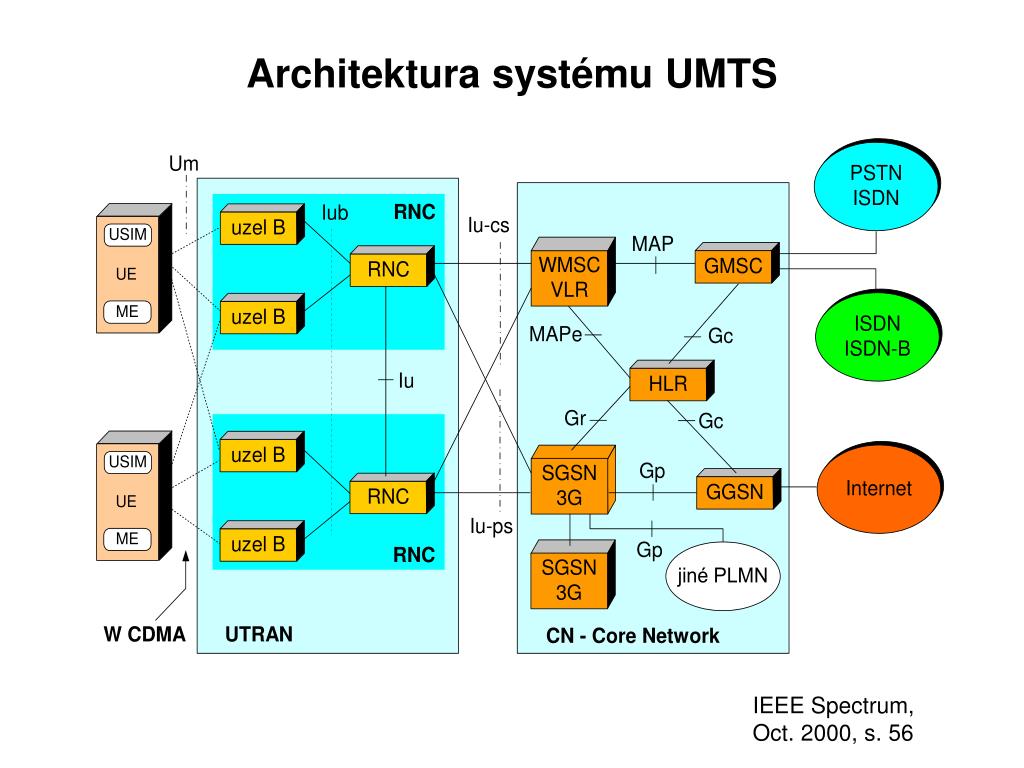 Architektura systému UMTS
Um
USIM
UE
ME
USIM
UE
ME
W CDMA
uzel B
uzel B
Iub
RNC
RNC
Iu
uzel B
uzel B
RNC
RNC
UTRAN
Iu-cs
Iu-ps
WMSC
VLR
MAP
GMSC
MAPe
Gc
HLR
Gr
Gc
SGSN
3G
Gp
GGSN
Gp
SGSN
3G
jiné PLMN
CN - Core Network
PSTN
ISDN
ISDN
ISDN-B
Internet
IEEE Spectrum,
Oct. 2000, s. 56